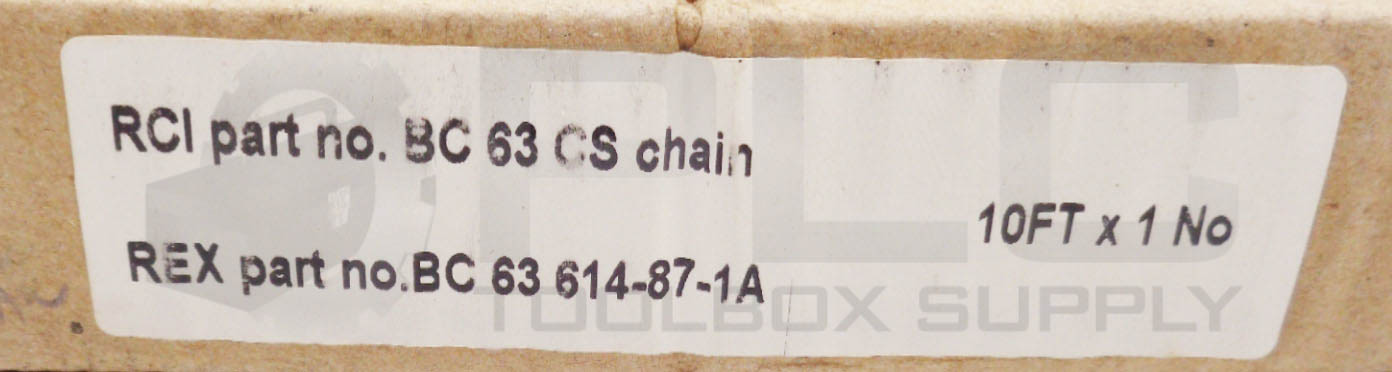 RCI part no. BC 63 CS chain
10FT x 1 No
REX part no.BC 63 614-87-1A
PLC
TOOLBOX SUPPLY